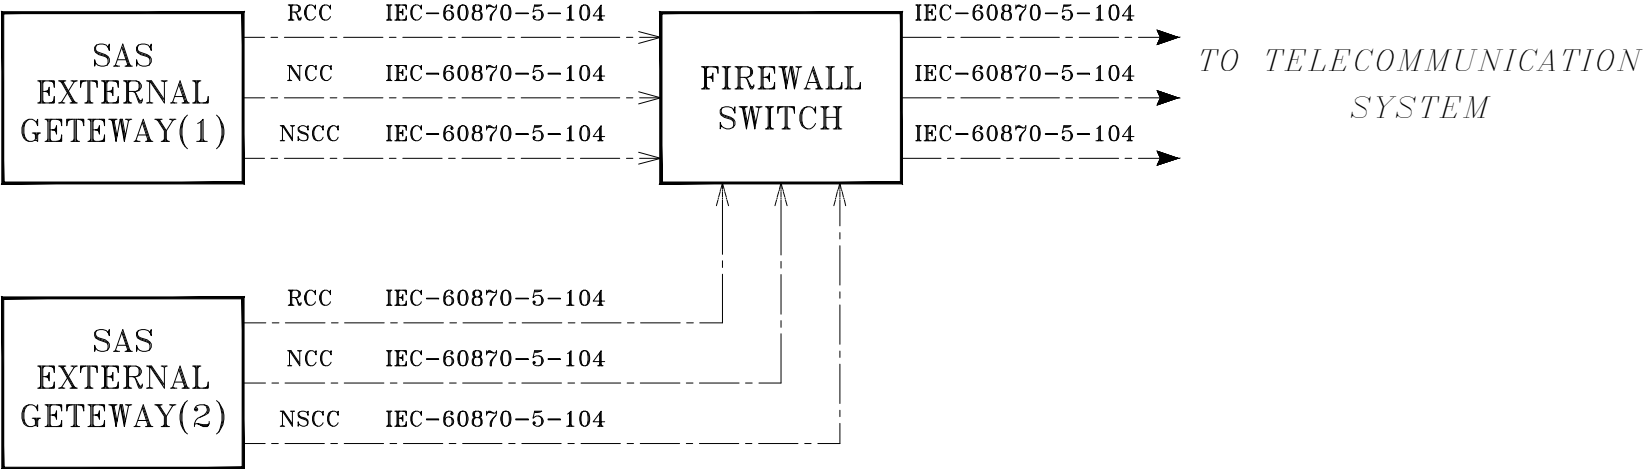 RCC IEC-60870-5-104
IEC-60870-5-104
SAS
EXTERNAL
GETEWAY(1)
NCC IEC-60870-5-104
NSCC IEC-60870-5-104
FIREWALL
SWITCH
IEC-60870-5-104
IEC-60870-5-104
TO TELECOMMUNICATION
SYSTEM
SAS
EXTERNAL
GETEWAY(2)
RCC IEC-60870-5-104
NCC IEC-60870-5-104
NSCC IEC-60870-5-104